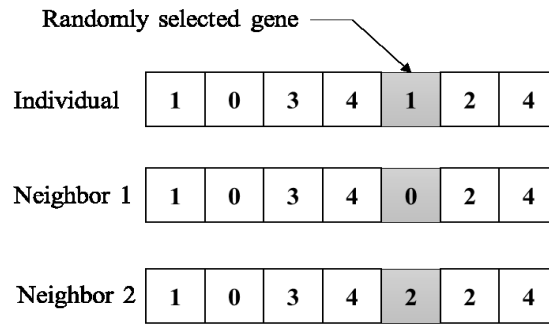 Randomly selected gene
Individual 1 0 3 4 1 2 4
Neighbor 1 1 0 3 4 0 2 4
Neighbor 2 1 0 3 4 2 2 4